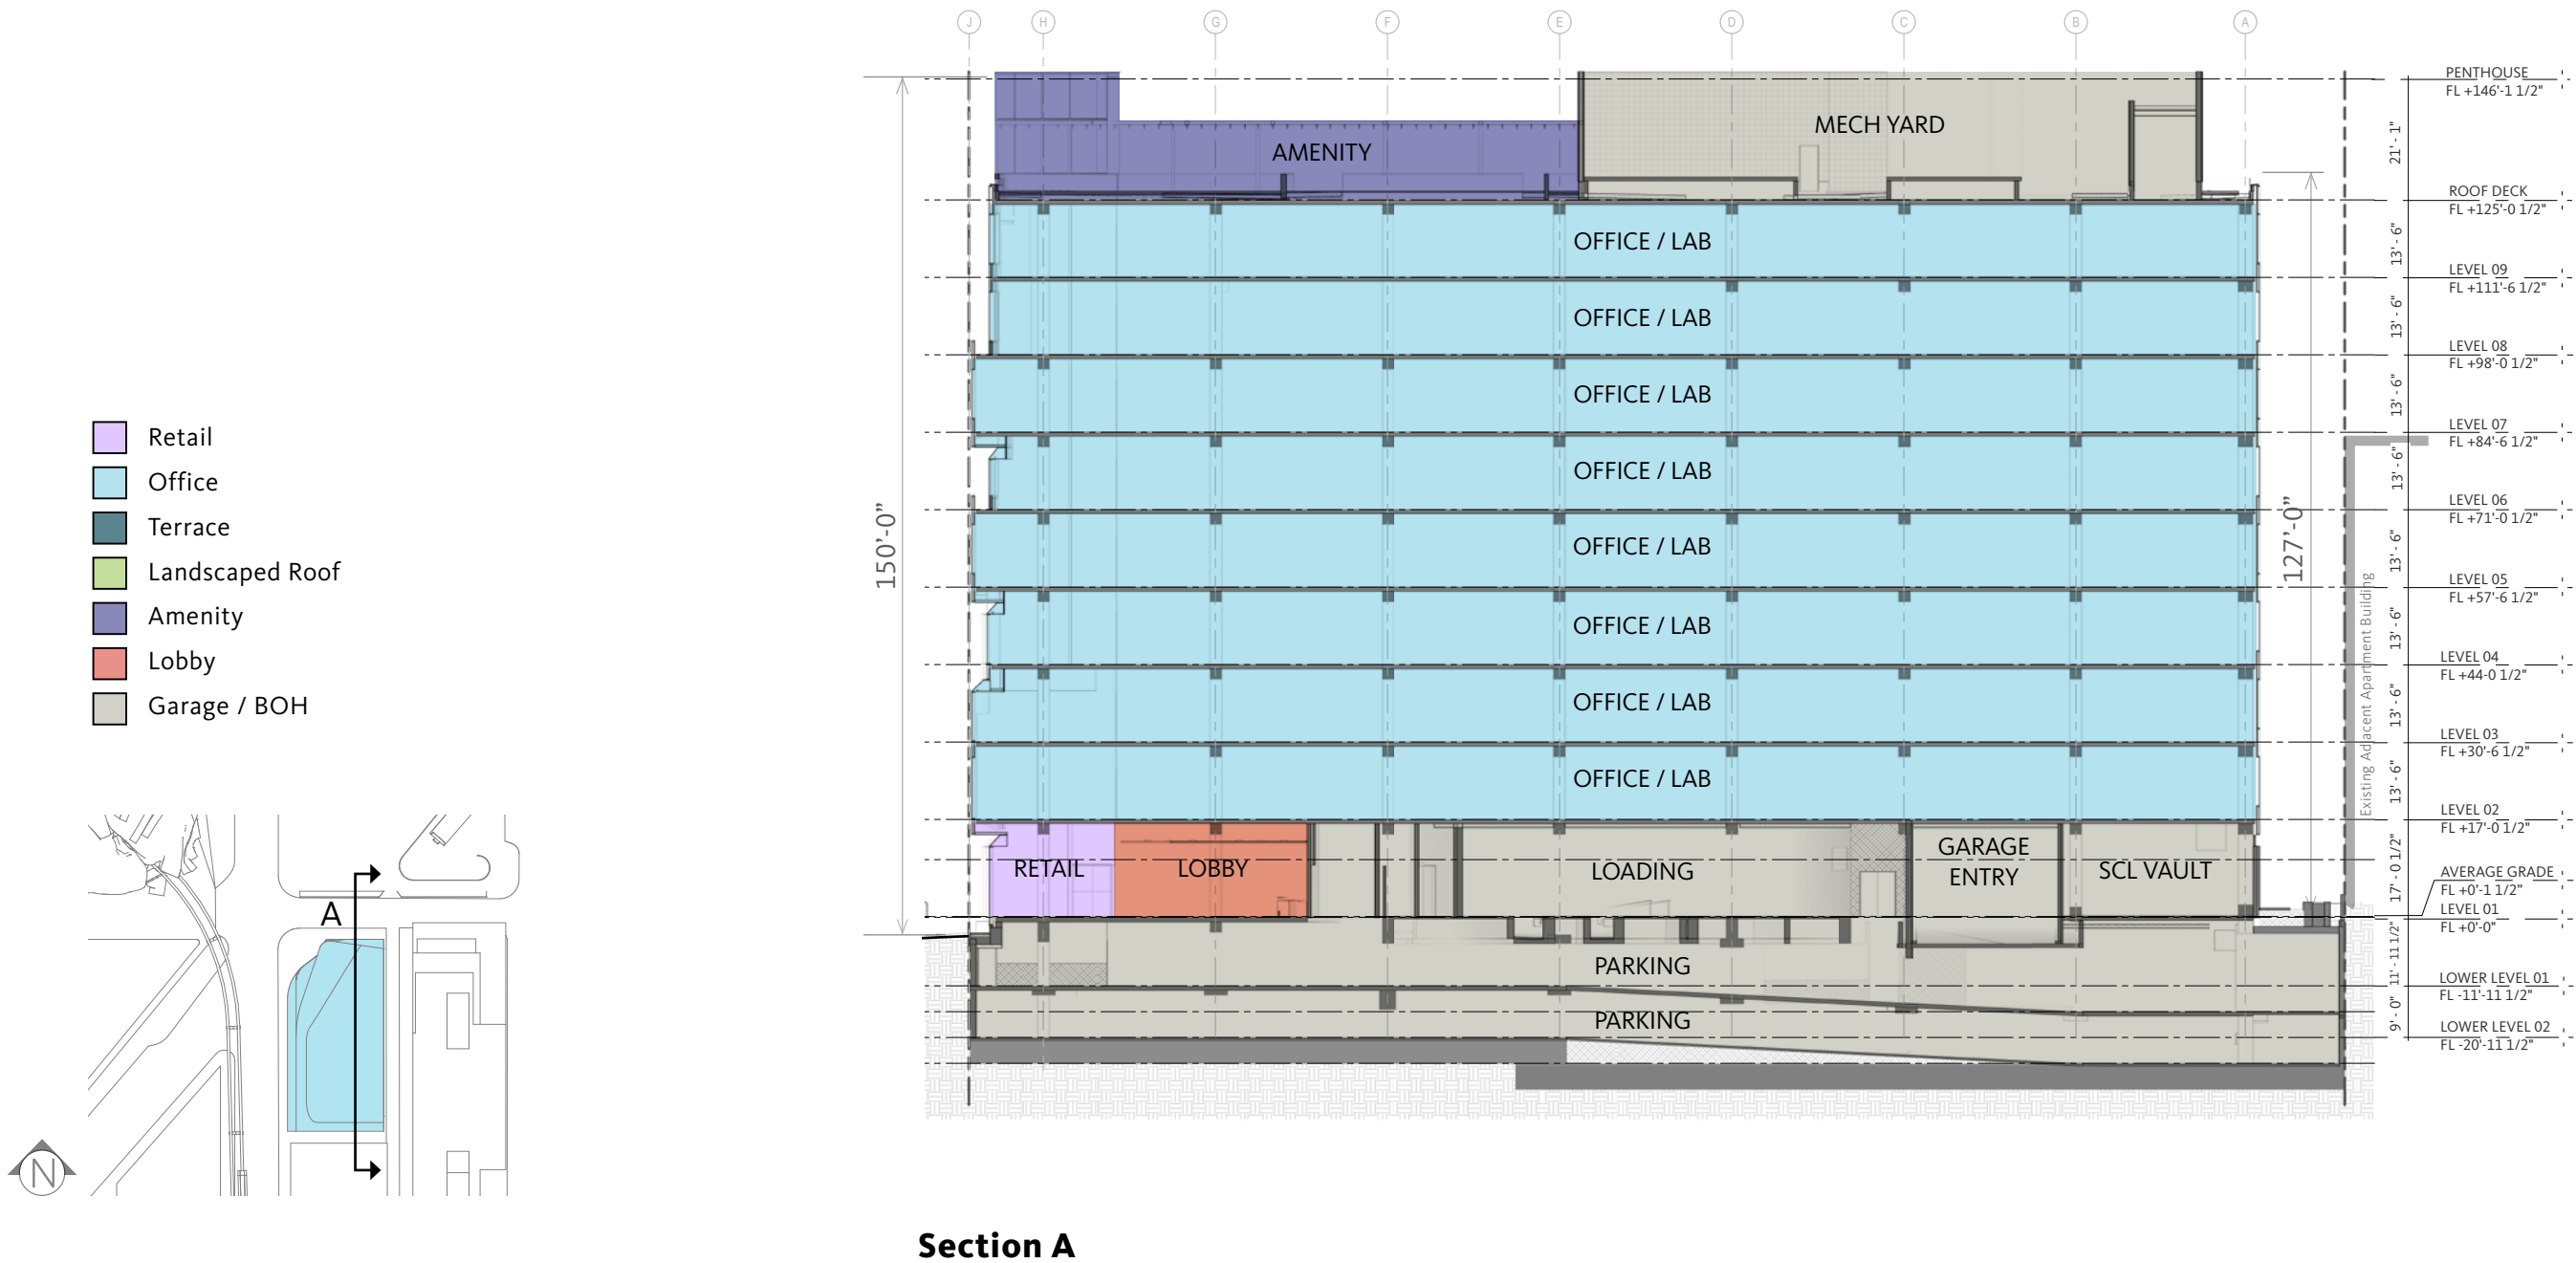 J H G F E D C B A
PENTHOUSE
FL +146'-1 1/2"
21' - 1"
MECH YARD
AMENITY
ROOF DECK
FL +125'-0 1/2"
13' - 6"
OFFICE / LAB
LEVEL 09
FL +111'-6 1/2"
13' - 6"
OFFICE / LAB
LEVEL 08
FL +98'-0 1/2"
13' - 6"
OFFICE / LAB
LEVEL 07
FL +84'-6 1/2"
13' - 6"
OFFICE / LAB
LEVEL 06
FL +71'-0 1/2"
13' - 6"
OFFICE / LAB
LEVEL 05
FL +57'-6 1/2"
13' - 6"
OFFICE / LAB
LEVEL 04
FL +44-0 1/2"
13' - 6"
OFFICE / LAB
LEVEL 03
FL +30'-6 1/2"
13' - 6"
OFFICE / LAB
LEVEL 02
FL +17'-0 1/2"
17' - 0 1/2"
RETAIL
LOBBY
LOADING
GARAGE
ENTRY
SCL VAULT
AVERAGE GRADE
FL +0'-1 1/2"
LEVEL 01
FL +0'-0"
11' - 11 1/2"
PARKING
LOWER LEVEL 01
FL -11'-11 1/2"
9' - 0"
PARKING
LOWER LEVEL 02
FL -20'-11 1/2"
150'-0"
127'-0"
Existing Adjacent Apartment Building
Retail
Office
Terrace
Landscaped Roof
Amenity
Lobby
Garage / BOH
A
N
Section A